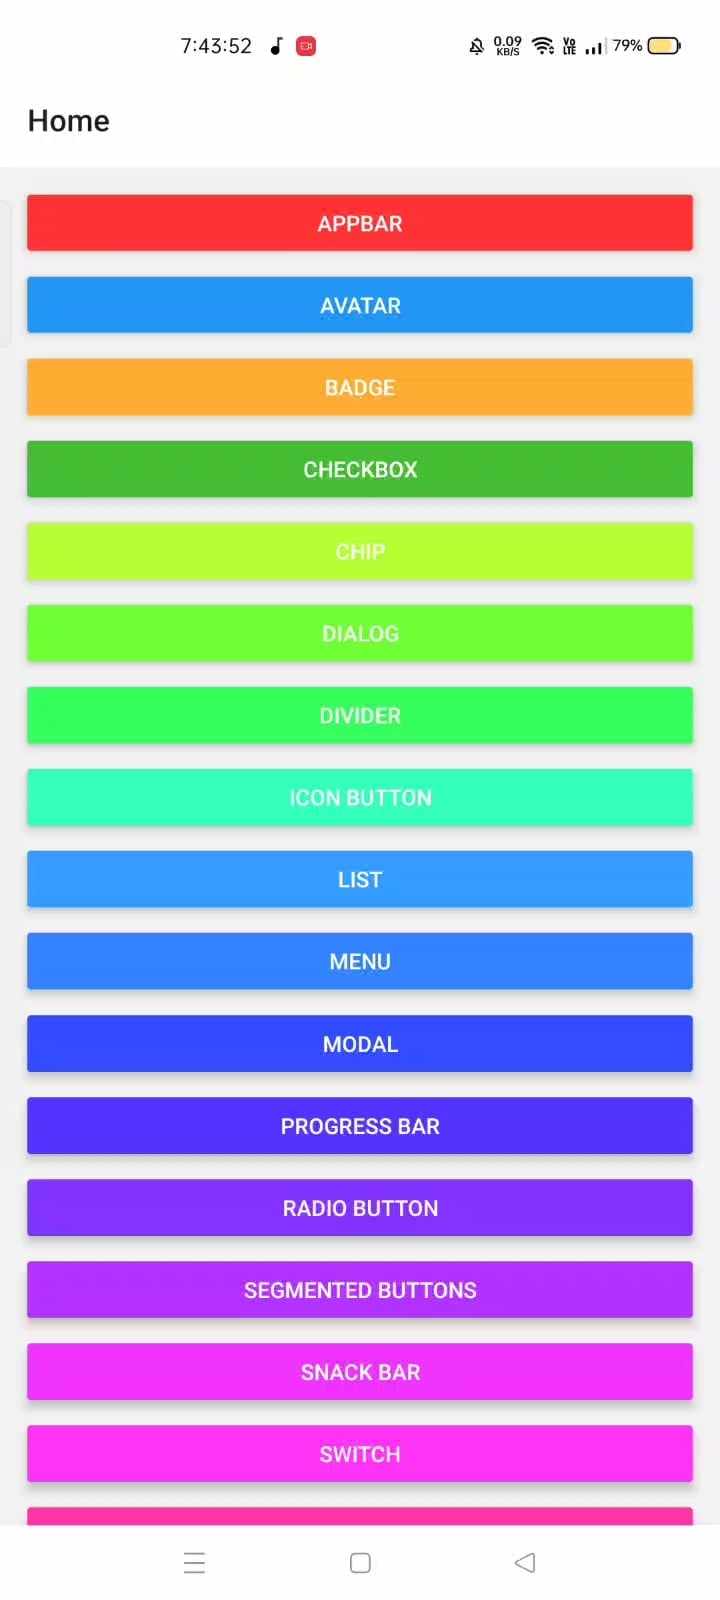 7:43:52 0.09 KB/S Vo LTE 79%
Home
APPBAR
AVATAR
BADGE
CHECKBOX
CHIP
DIALOG
DIVIDER
ICON BUTTON
LIST
MENU
MODAL
PROGRESS BAR
RADIO BUTTON
SEGMENTED BUTTONS
SNACK BAR
SWITCH